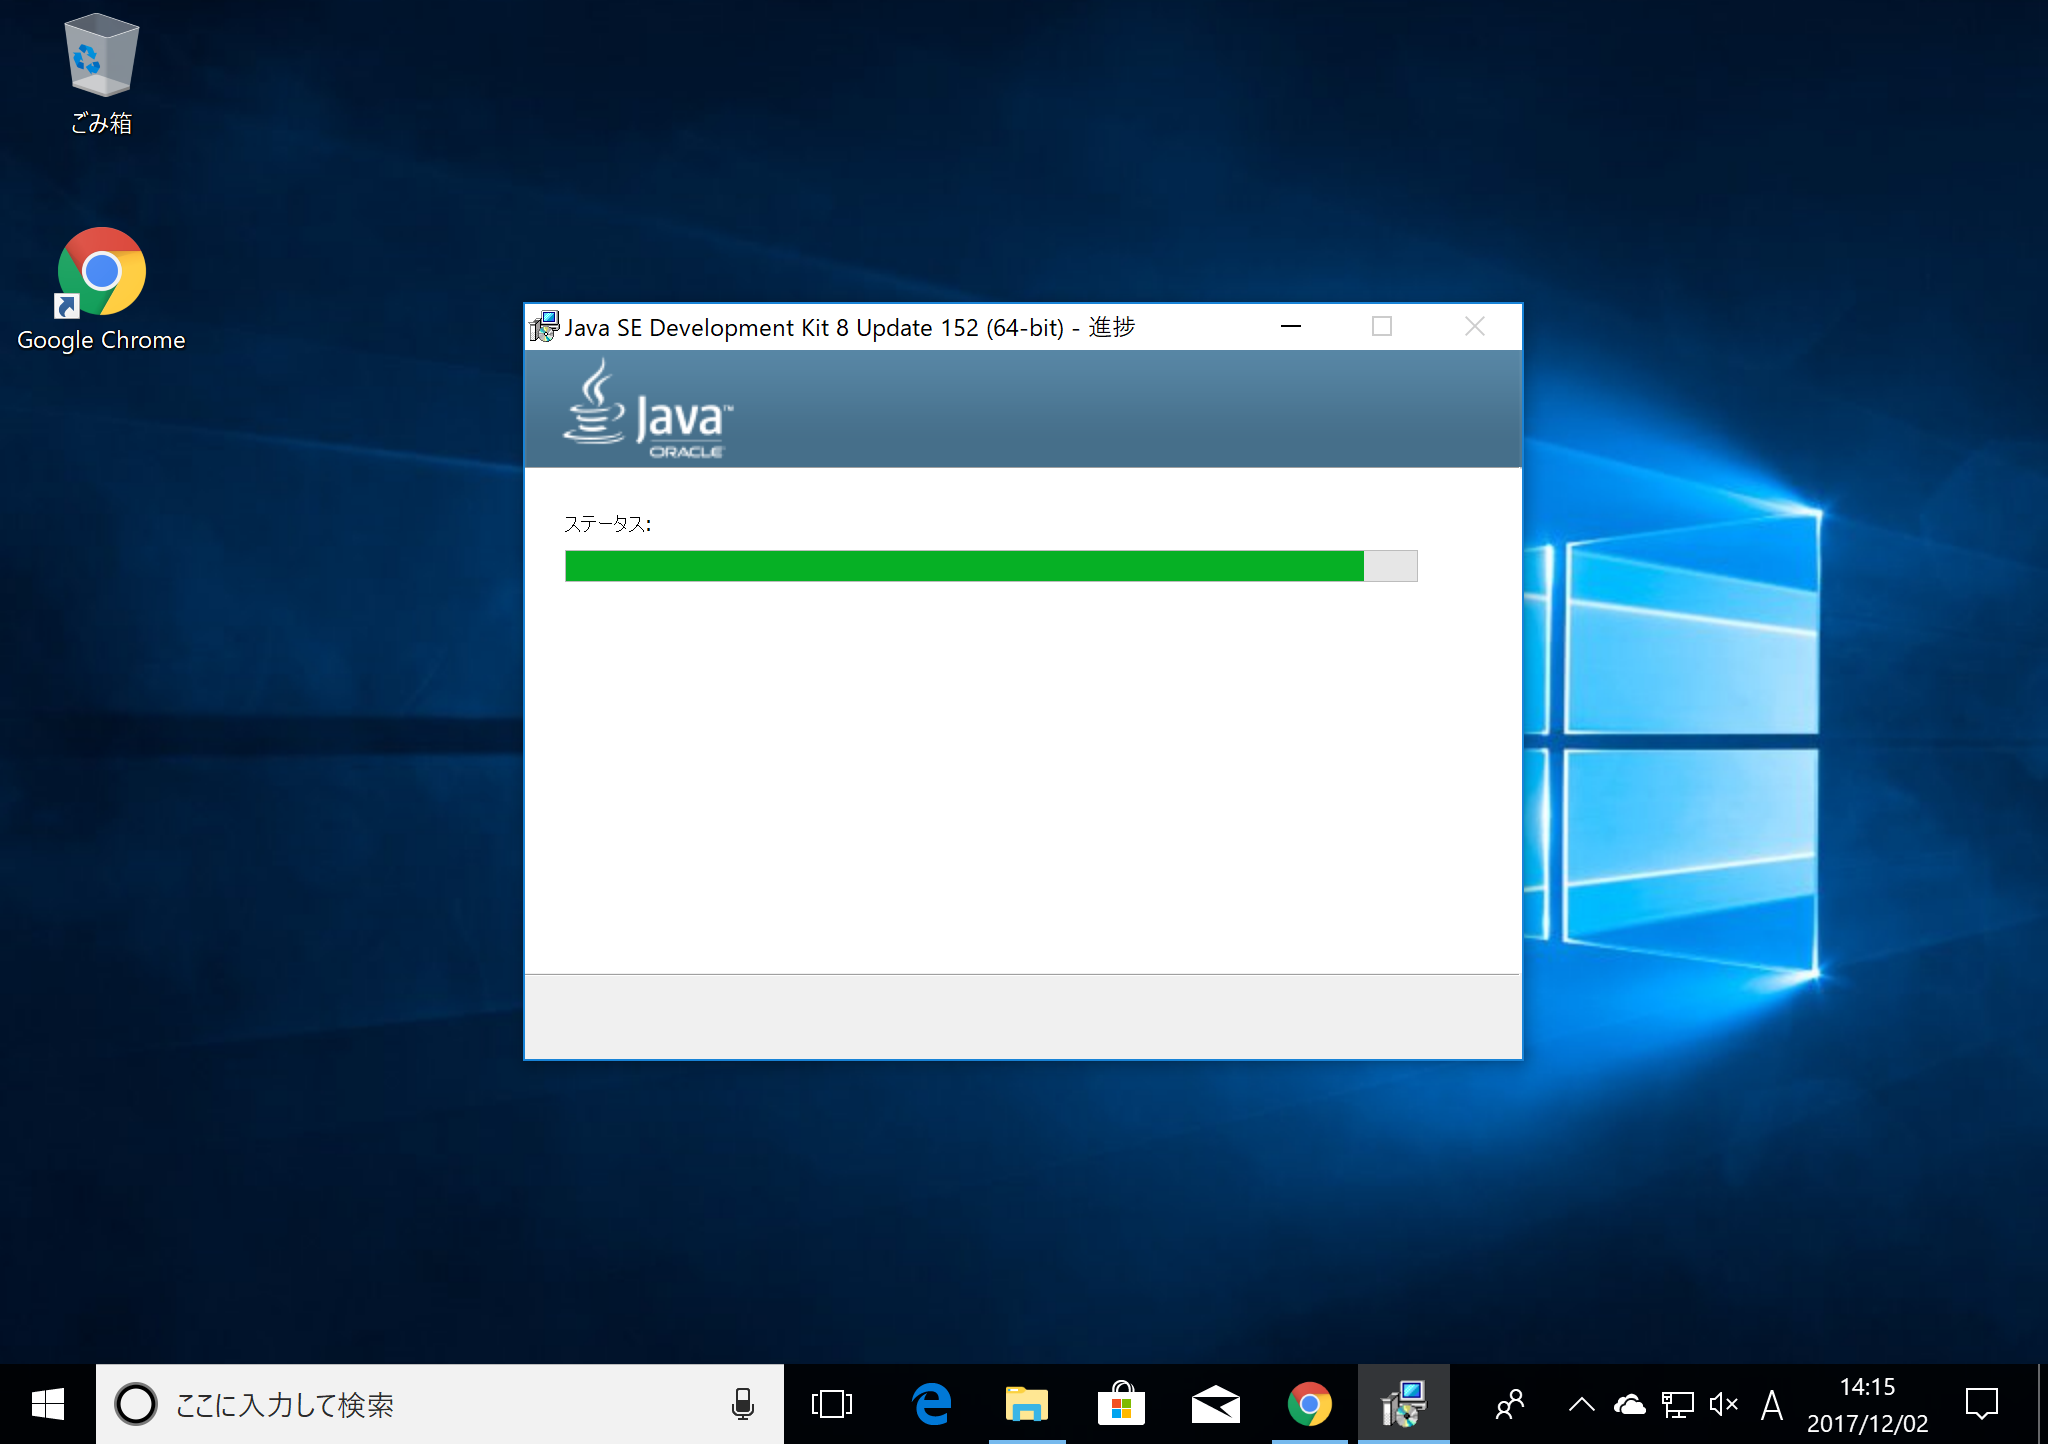 ごみ箱
Google Chrome
Java SE Development Kit 8 Update 152 (64-bit) - 進捗
Java™
ORACLE
ステータス:
ここに入力して検索
A
14:15
2017/12/02